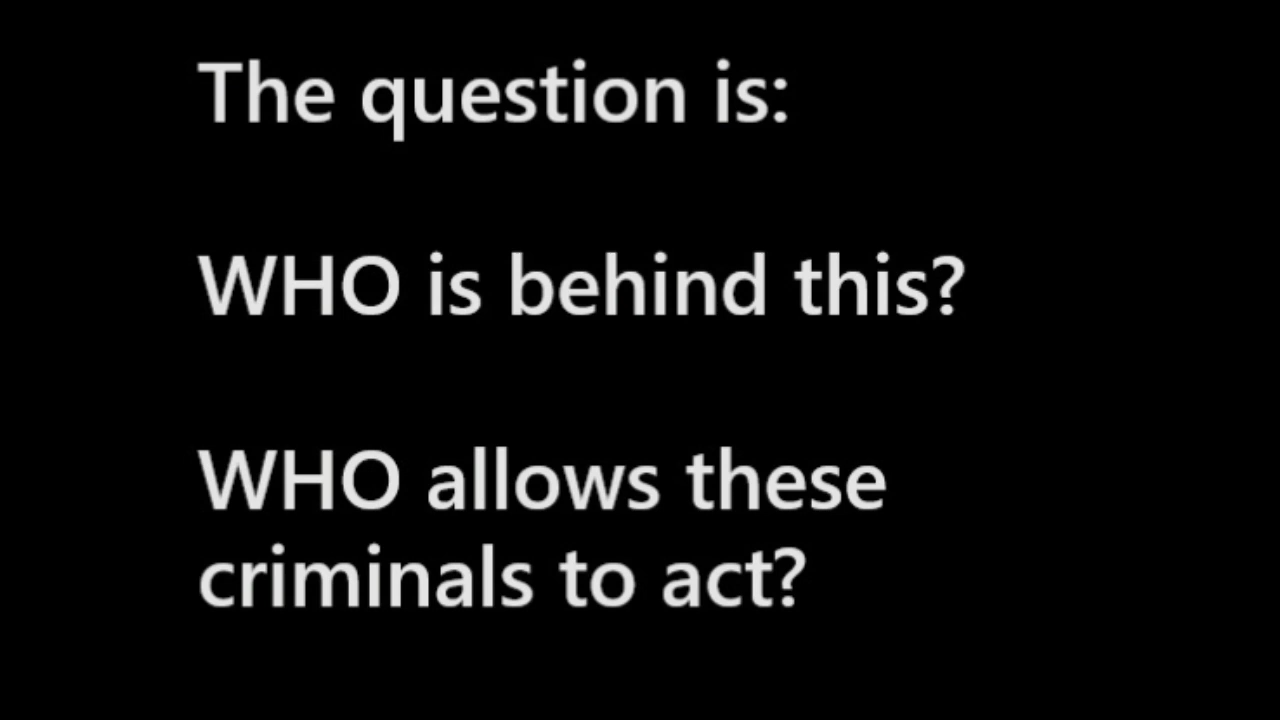 The question is:
WHO is behind this?
WHO allows these
criminals to act?